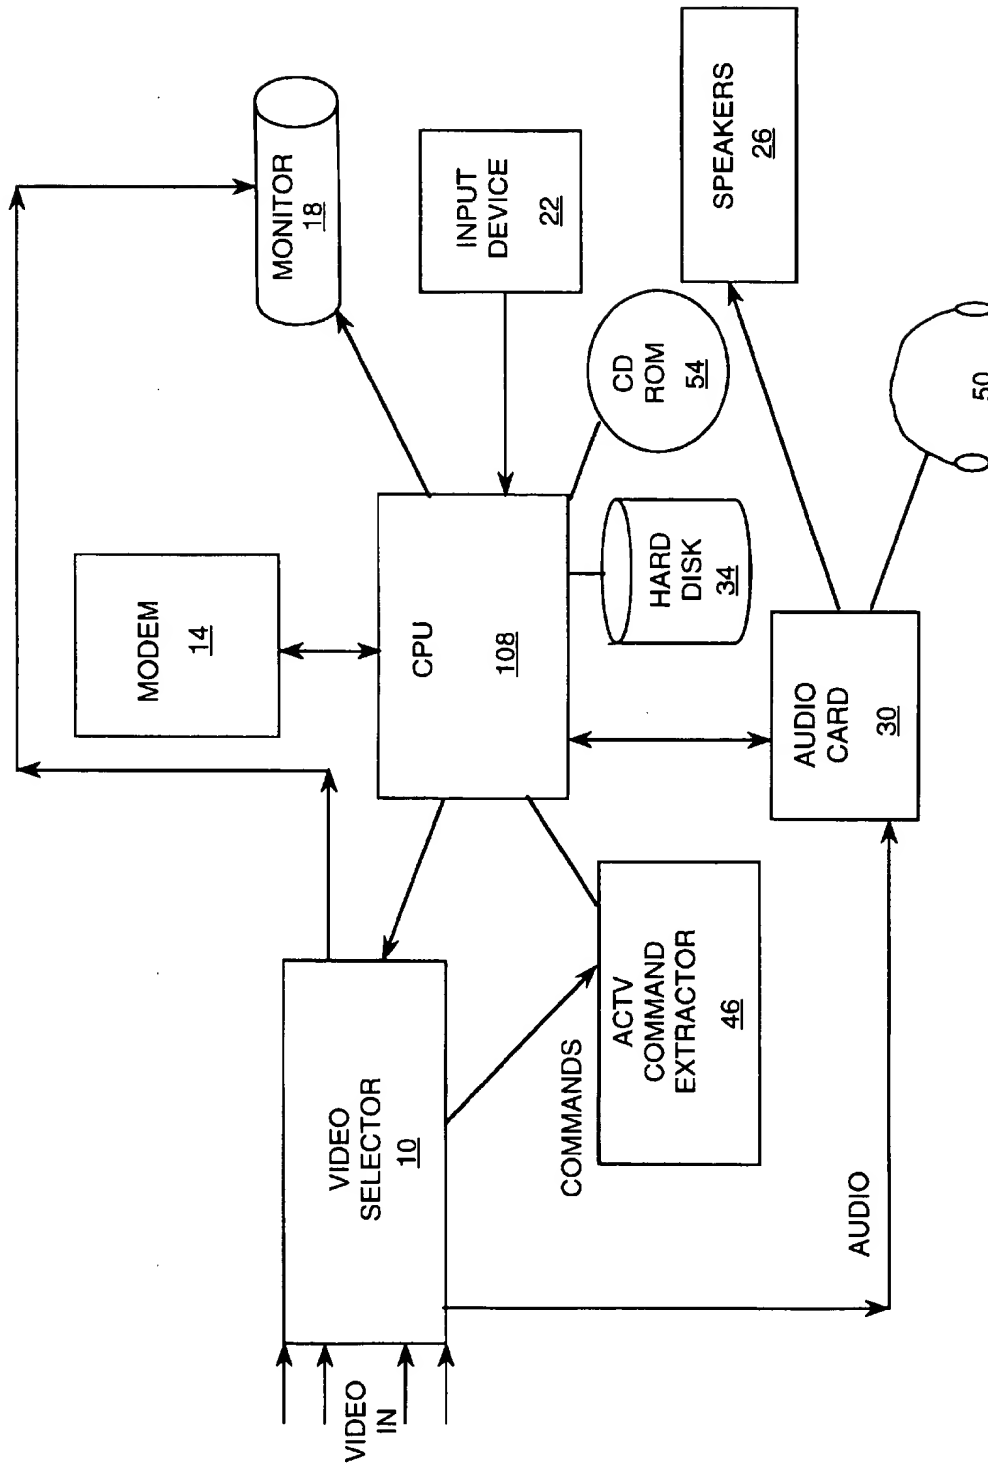 VIDEO
IN
VIDEO
SELECTOR
10
COMMANDS
ACTV
COMMAND
EXTRACTOR
46
AUDIO
MODEM
14
CPU
108
AUDIO
CARD
30
HARD
DISK
34
CD
ROM
54
MONITOR
18
INPUT
DEVICE
22
SPEAKERS
26
50